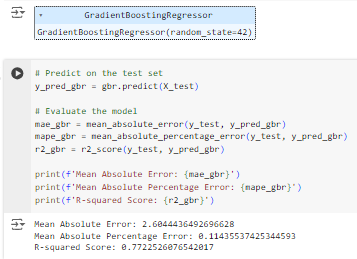 GradientBoostingRegressor
GradientBoostingRegressor(random_state=42)
# Predict on the test set
y_pred_gbr = gbr.predict(X_test)
# Evaluate the model
mae_gbr = mean_absolute_error(y_test, y_pred_gbr)
mape_gbr = mean_absolute_percentage_error(y_test, y_pred_gbr)
r2_gbr = r2_score(y_test, y_pred_gbr)
print(f'Mean Absolute Error: {mae_gbr}')
print(f'Mean Absolute Percentage Error: {mape_gbr}')
print(f'R-squared Score: {r2_gbr}')
Mean Absolute Error: 2.6044436492696628
Mean Absolute Percentage Error: 0.11435537425344593
R-squared Score: 0.7722526076542017